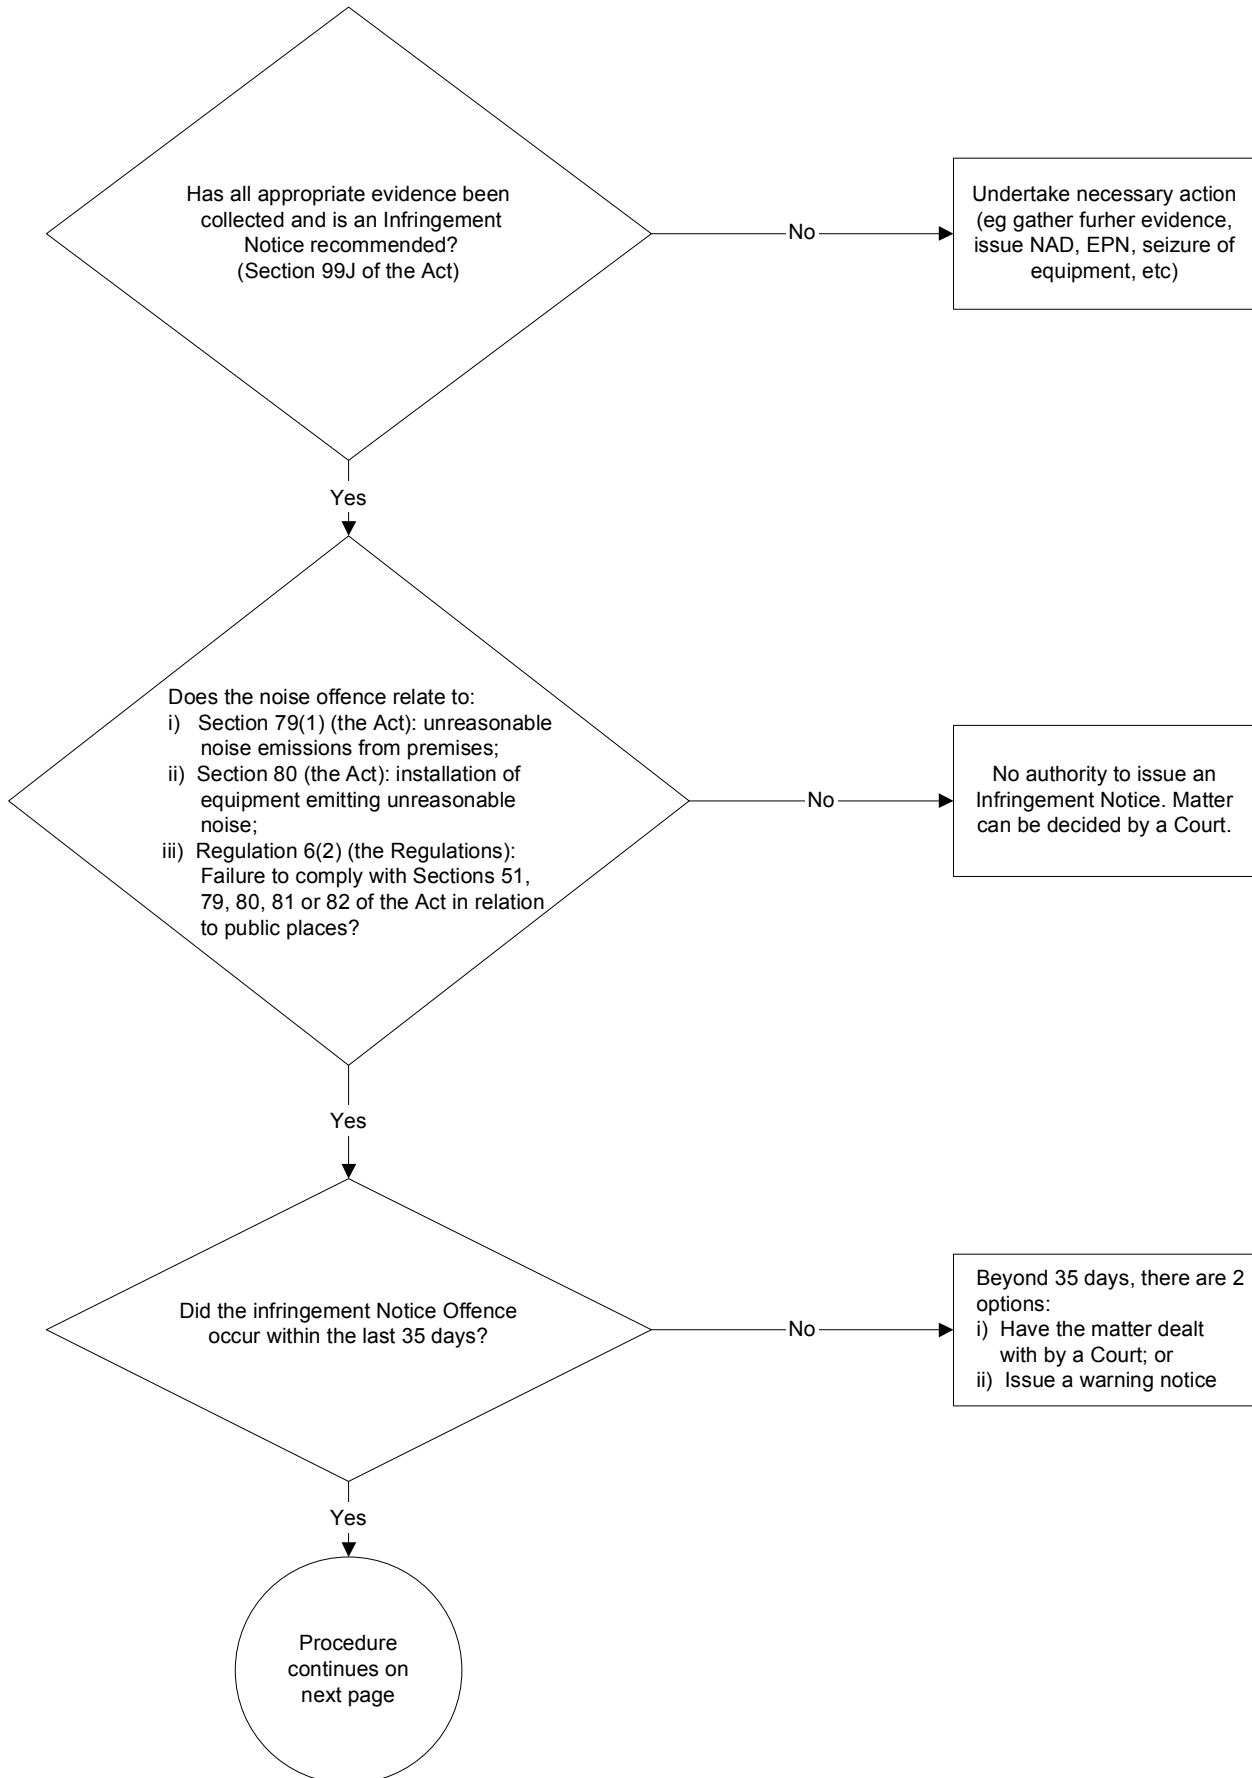 Has all appropriate evidence been
collected and is an Infringement
Notice recommended?
(Section 99J of the Act)
No
Undertake necessary action
(eg gather furher evidence,
issue NAD, EPN, seizure of
equipment, etc)
Yes
Does the noise offence relate to:
i) Section 79(1) (the Act): unreasonable
noise emissions from premises;
ii) Section 80 (the Act): installation of
equipment emitting unreasonable
noise;
iii) Regulation 6(2) (the Regulations):
Failure to comply with Sections 51,
79, 80, 81 or 82 of the Act in relation
to public places?
No
No authority to issue an
Infringement Notice. Matter
can be decided by a Court.
Yes
Did the infringement Notice Offence
occur within the last 35 days?
No
Beyond 35 days, there are 2
options:
i) Have the matter dealt
with by a Court; or
ii) Issue a warning notice
Yes
Procedure
continues on
next page